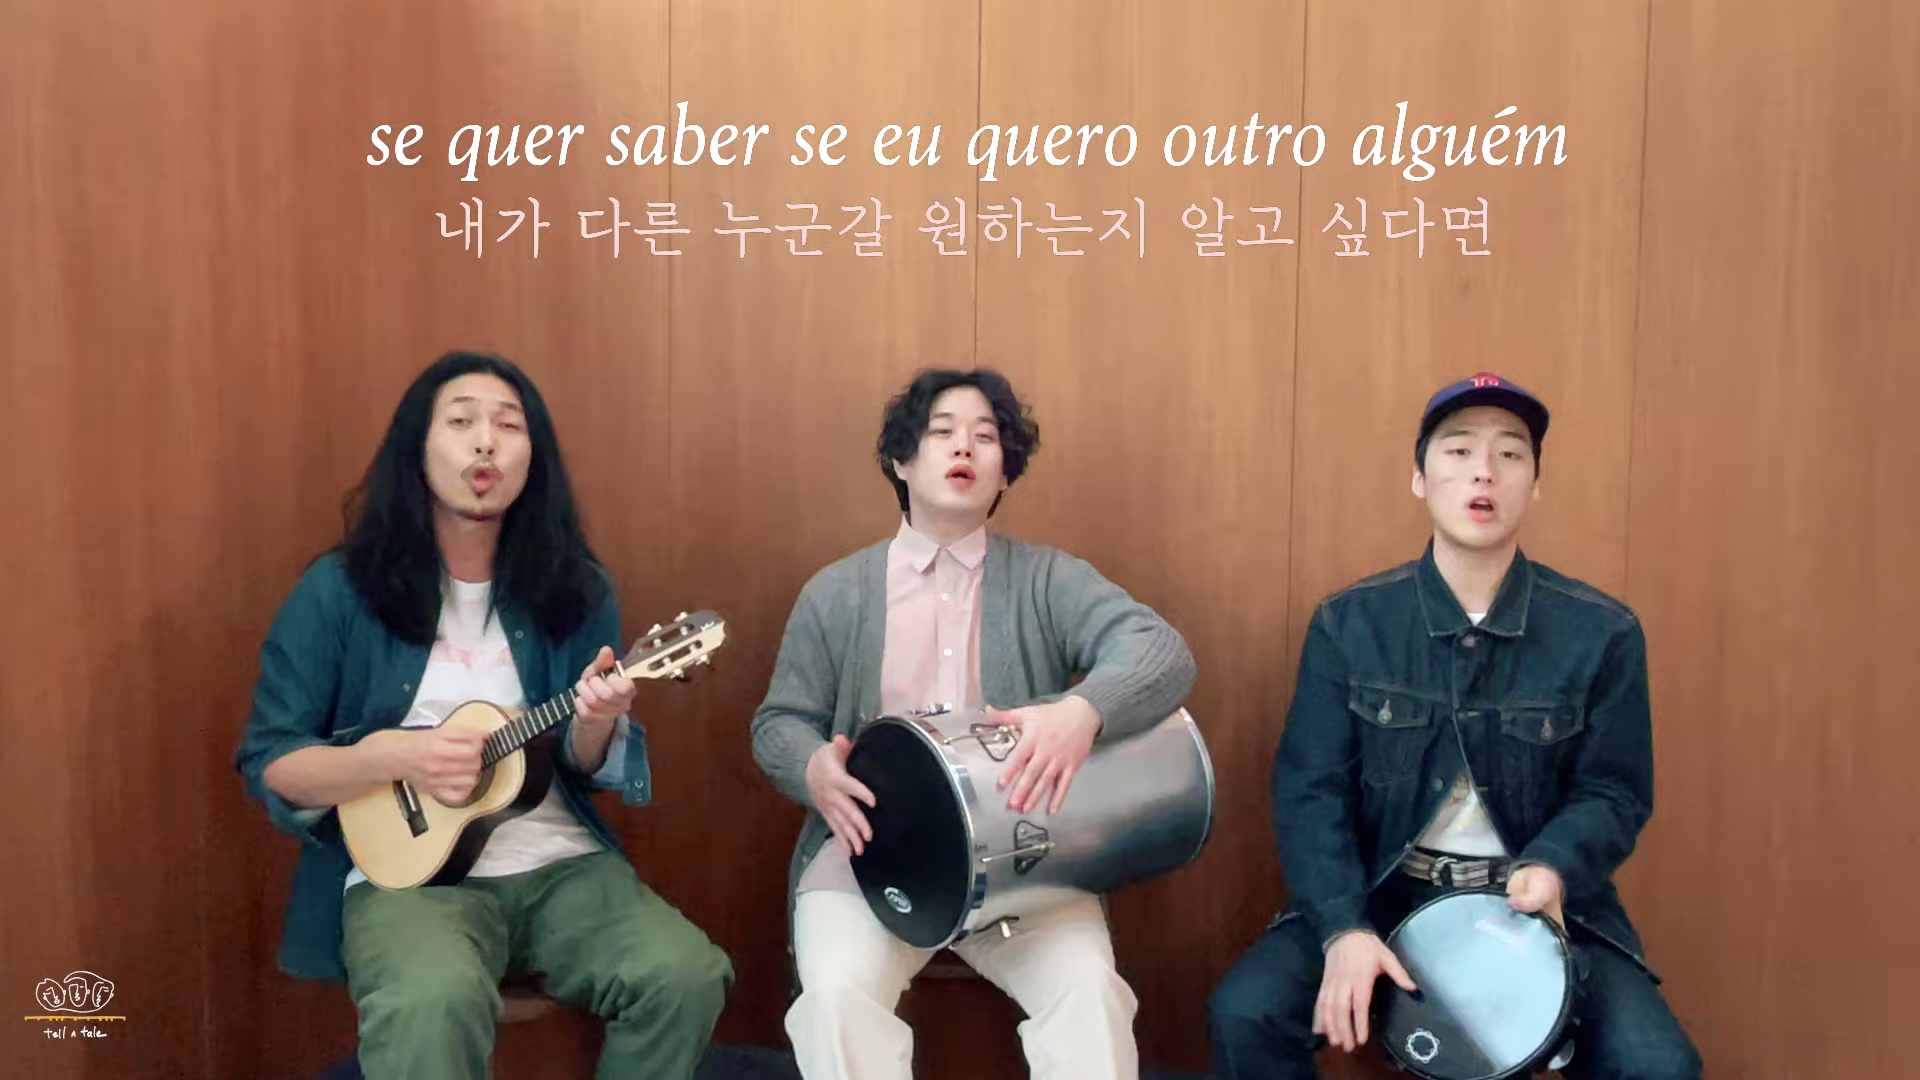 se quer saber se eu quero outro alguém
내가 다른 누군갈 원하는지 알고 싶다면
tell a tale